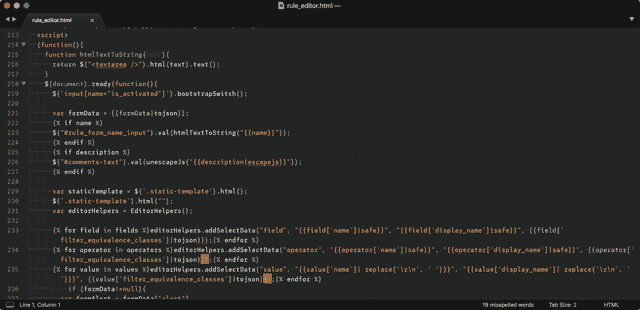 rule_editor.html —
rule_editor.html ×
213 <script>
214 (function(){
215 function htmlTextToString( ){
216 return $("<textarea />").html(text).text();
217 }
218 $(document).ready(function(){
219 $('input[name="is_activated"]').bootstrapSwitch();
220
221 var formData = {{formData|tojson}};
222 {% if name %}
223 $("#rule_form_name_input").val(htmlTextToString("{{name}}"));
224 {% endif %}
225 {% if description %}
226 $("#comments-text").val(unescapeJs("{{description|escapejs}}"));
227 {% endif %}
228
229 var staticTemplate = $('.static-template').html();
230 $('.static-template').html("");
231 var editorHelpers = EditorHelpers();
232
233 {% for field in fields %}editorHelpers.addSelectData("field", "{{field['name']|safe}}", "{{field['display_name']|safe}}", {{field['
filter_equivalence_classes']|tojson}});{% endfor %}
234 {% for operator in operators %}editorHelpers.addSelectData("operator", "{{operator['name']|safe}}", "{{operator['display_name']|safe}}", {{operator['
filter_equivalence_classes']|tojson}});{% endfor %}
235 {% for value in values %}editorHelpers.addSelectData("value", "{{value['name']| replace('\r\n', ' ')}}", "{{value['display_name']| replace('\r\n', '
')}}", {{value['filter_equivalence_classes']|tojson}});{% endfor %}
236 if (formData!=null){
Line 1, Column 1
19 misspelled words
Tab Size: 2
HTML